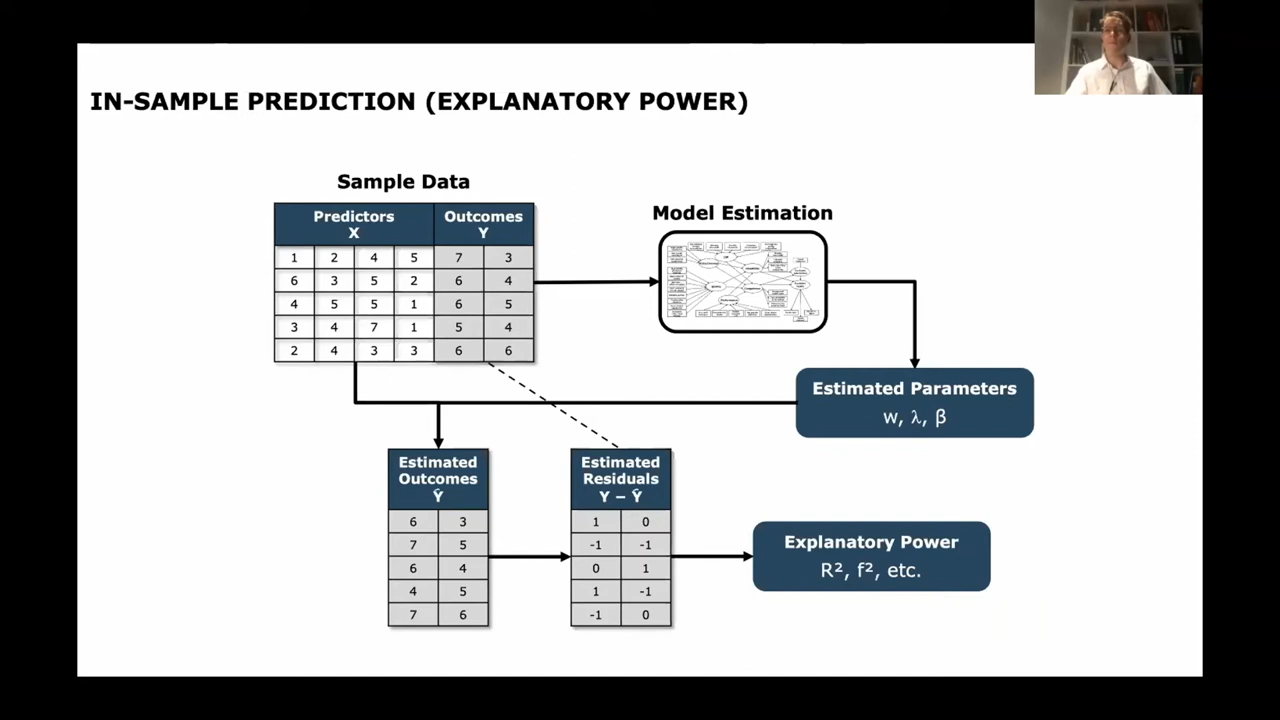 IN-SAMPLE PREDICTION (EXPLANATORY POWER)
Sample Data
Predictors Outcomes
X Y
1 2 4 5 7 3
6 3 5 2 6 4
4 5 5 1 6 5
3 4 7 1 5 4
2 4 3 3 6 6
Model Estimation
Estimated Parameters
w, λ, β
Estimated
Outcomes
Ŷ
6 3
7 5
6 4
4 5
7 6
Estimated
Residuals
Y – Ŷ
1 0
-1 -1
0 1
1 -1
-1 0
Explanatory Power
R², f², etc.